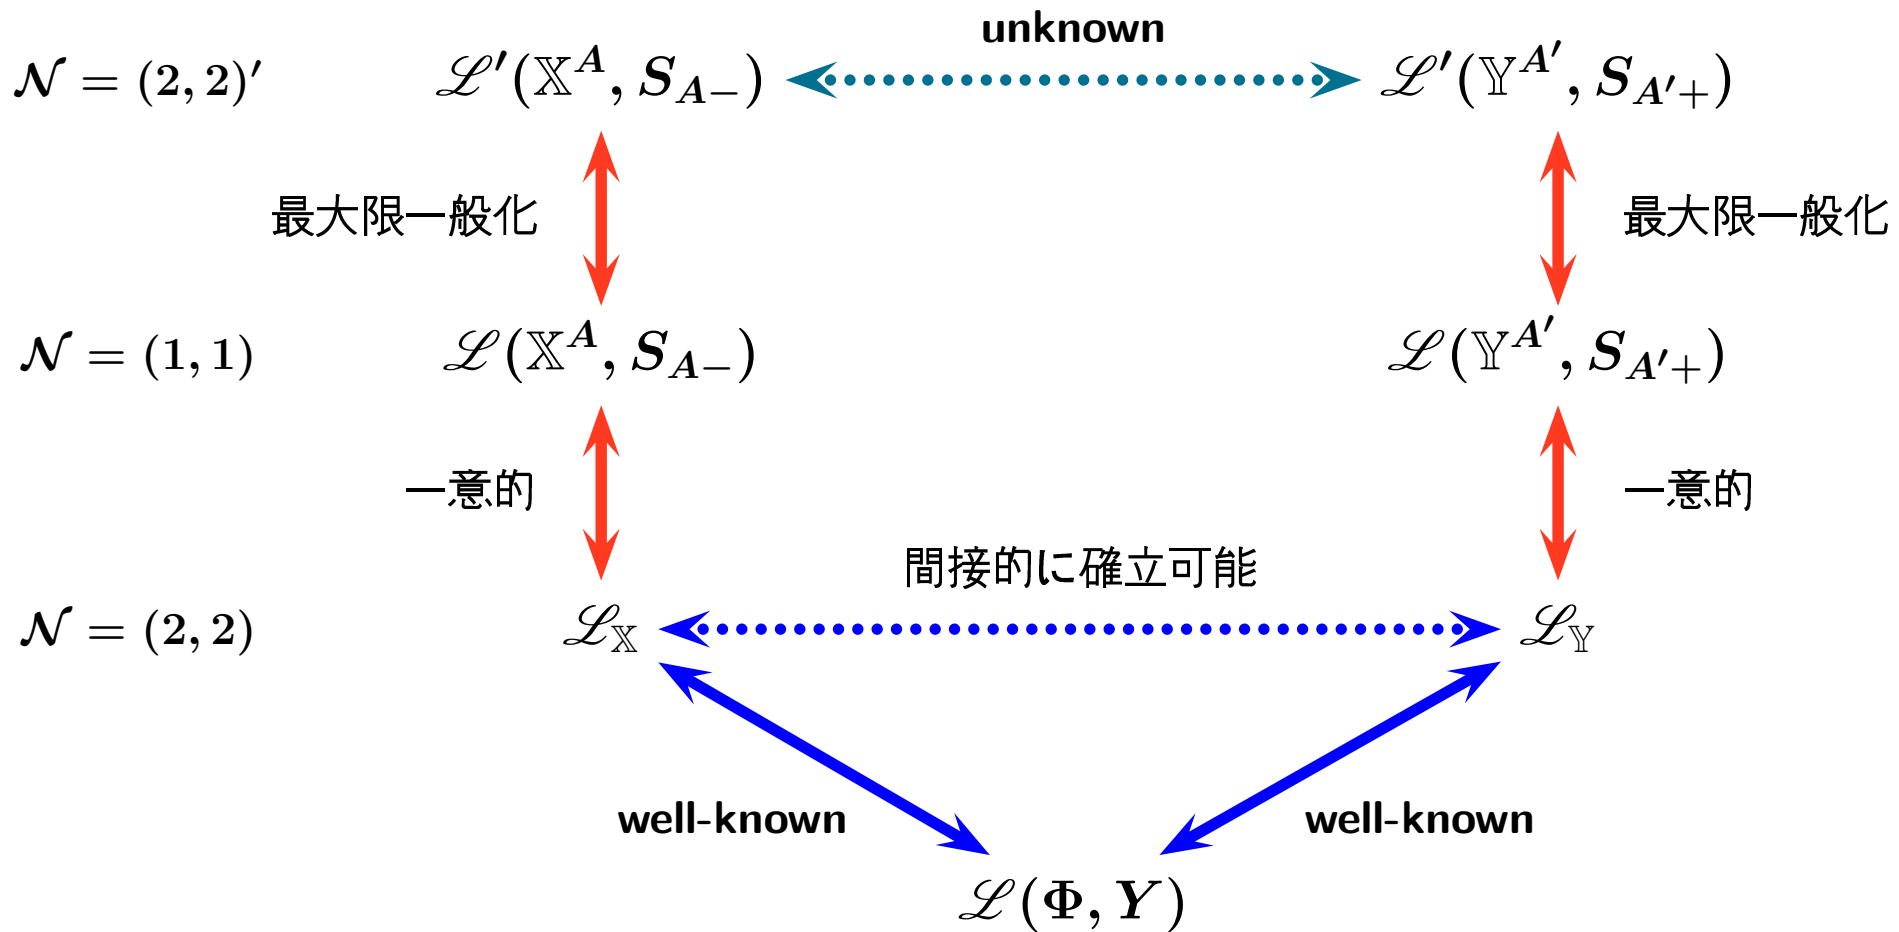 unknown
𝒩 = (2, 2)′ ℒ′(𝕏^A, S_{A−}) ℒ′(𝕐^{A′}, S_{A′+})
最大限一般化 最大限一般化
𝒩 = (1, 1) ℒ(𝕏^A, S_{A−}) ℒ(𝕐^{A′}, S_{A′+})
一意的 一意的
間接的に確立可能
𝒩 = (2, 2) ℒ_𝕏 ℒ_𝕐
well-known well-known
ℒ(Φ, Y)